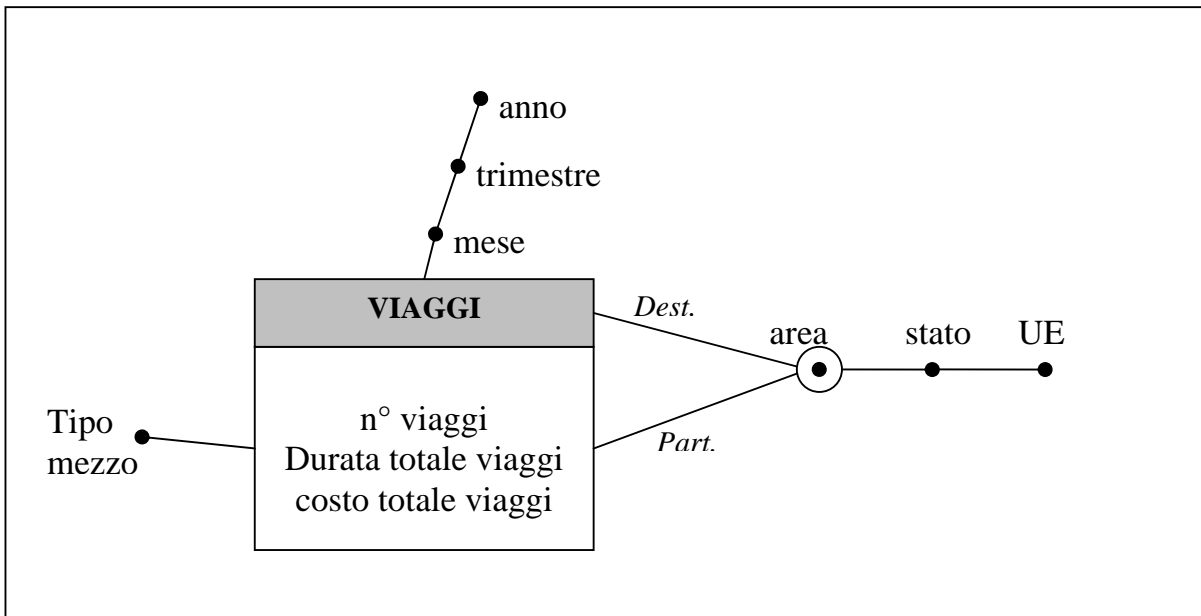 anno
trimestre
mese
VIAGGI
Dest.
area
stato
UE
Tipo
mezzo
n° viaggi
Durata totale viaggi
costo totale viaggi
Part.